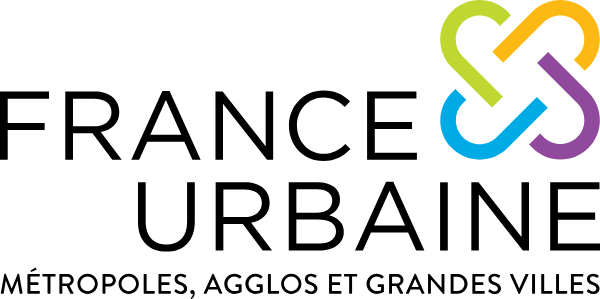 FRANCE
URBAINE
MÉTROPOLES, AGGLOS ET GRANDES VILLES